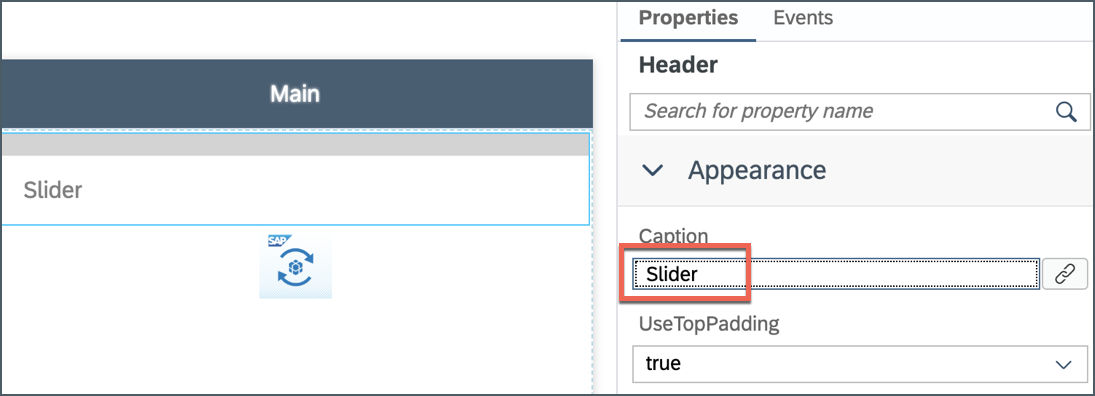 Main
Slider
SAP
Properties Events
Header
Search for property name
Appearance
Caption
Slider
UseTopPadding
true